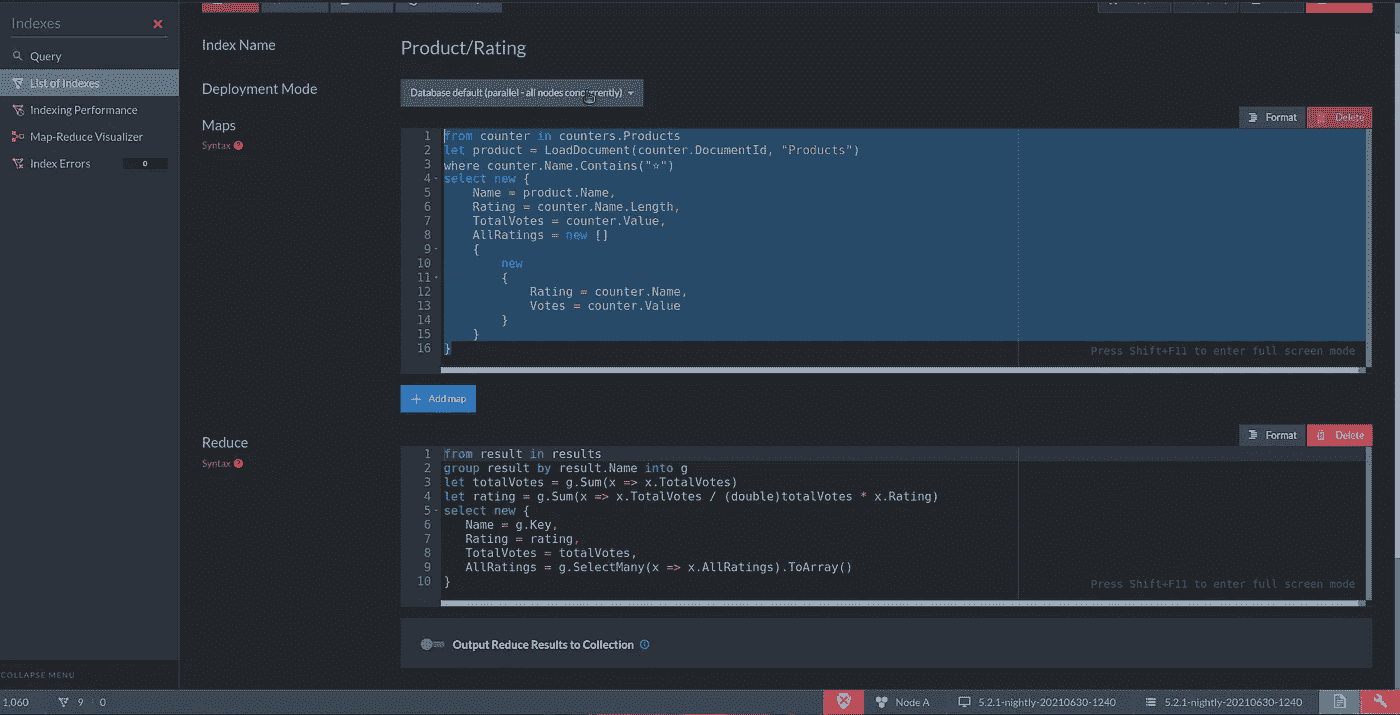 Indexes
Query
List of Indexes
Indexing Performance
Map-Reduce Visualizer
Index Errors 0
Index Name Product/Rating
Deployment Mode Database default (parallel - all nodes concurrently)
Maps
Syntax
Format Delete
1 from counter in counters.Products
2 let product = LoadDocument(counter.DocumentId, "Products")
3 where counter.Name.Contains("⭐")
4 select new {
5 Name = product.Name,
6 Rating = counter.Name.Length,
7 TotalVotes = counter.Value,
8 AllRatings = new []
9 {
10 new
11 {
12 Rating = counter.Name,
13 Votes = counter.Value
14 }
15 }
16 }
Press Shift+F11 to enter full screen mode
Add map
Reduce
Syntax
Format Delete
1 from result in results
2 group result by result.Name into g
3 let totalVotes = g.Sum(x => x.TotalVotes)
4 let rating = g.Sum(x => x.TotalVotes / (double)totalVotes * x.Rating)
5 select new {
6 Name = g.Key,
7 Rating = rating,
8 TotalVotes = totalVotes,
9 AllRatings = g.SelectMany(x => x.AllRatings).ToArray()
10 }
Press Shift+F11 to enter full screen mode
Output Reduce Results to Collection
COLLAPSE MENU
1,060 9 0 Node A 5.2.1-nightly-20210630-1240 5.2.1-nightly-20210630-1240